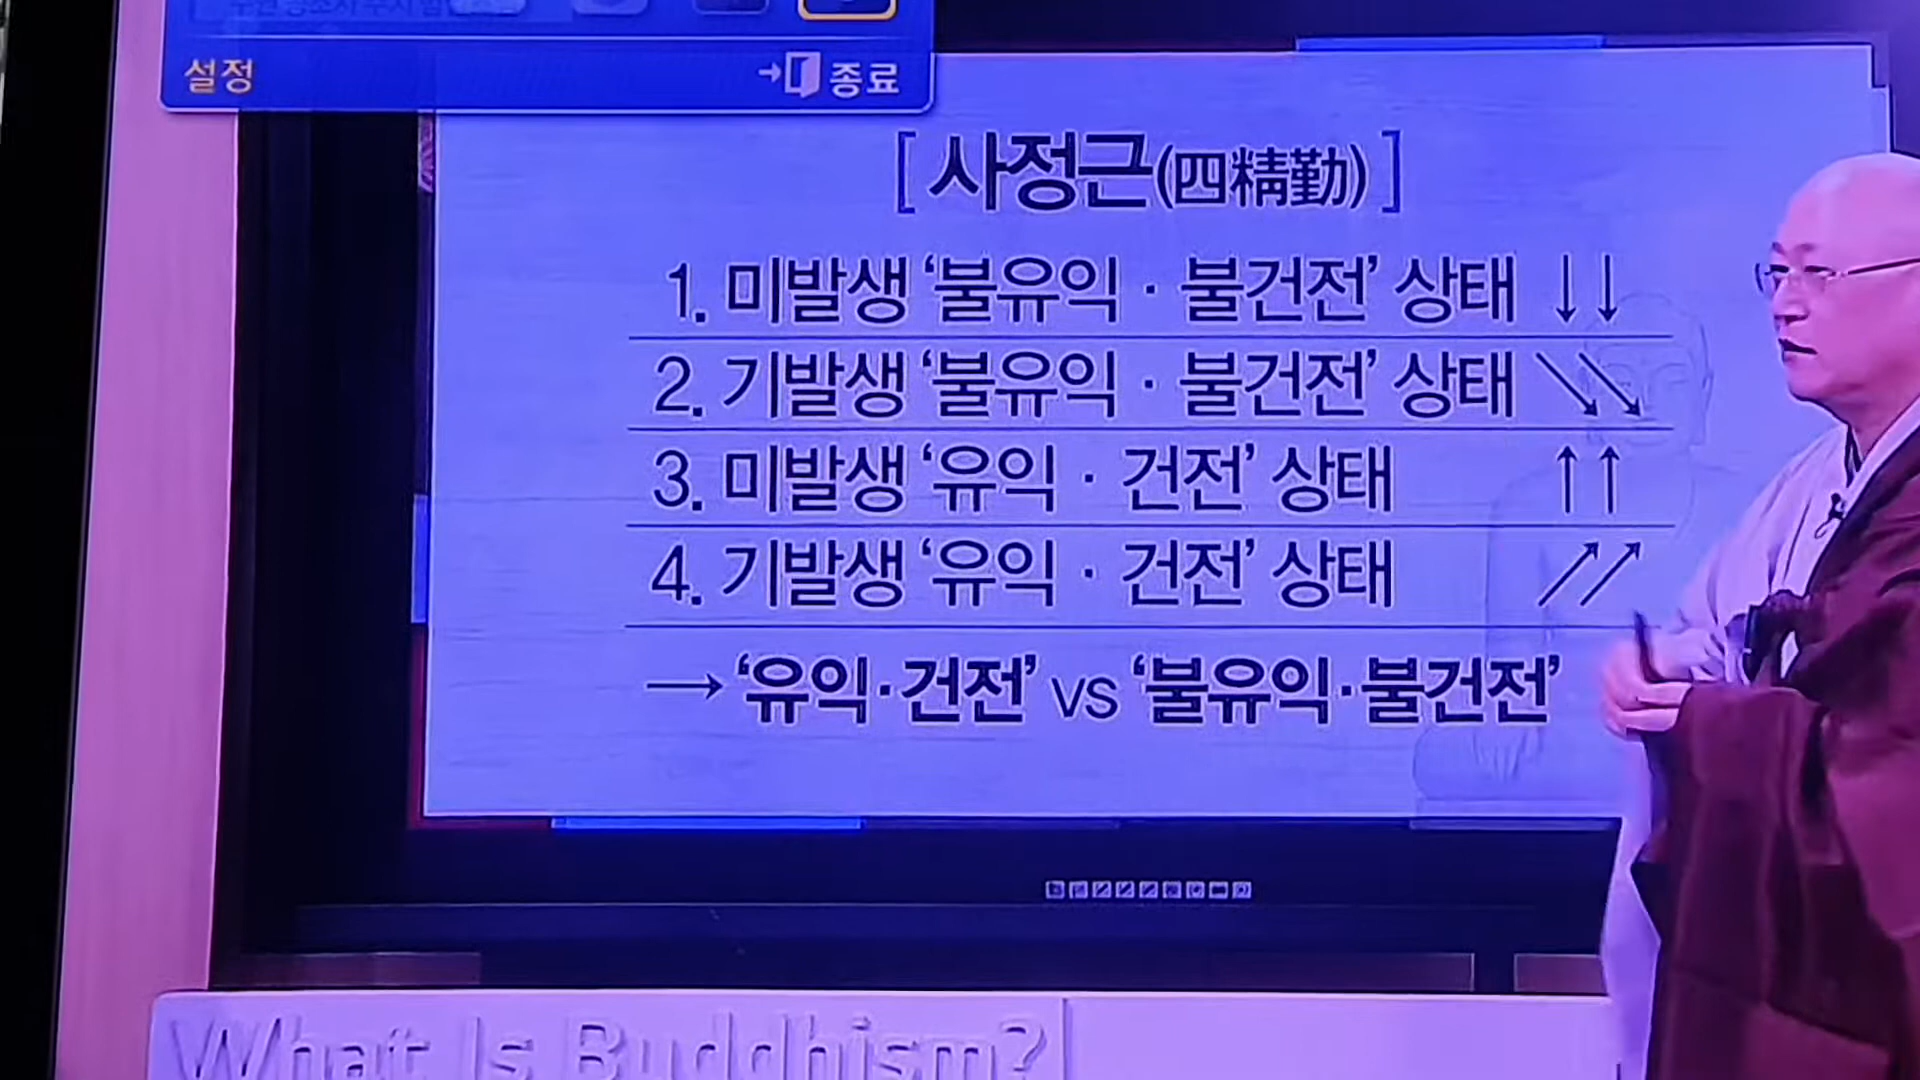 설정
종료
[ 사정근(四精勤) ]
1. 미발생 ‘불유익 · 불건전’ 상태 ↓↓
2. 기발생 ‘불유익 · 불건전’ 상태 ↘↘
3. 미발생 ‘유익 · 건전’ 상태 ↑↑
4. 기발생 ‘유익 · 건전’ 상태 ↗↗
→ ‘유익·건전’ vs ‘불유익·불건전’
What Is Buddhism?